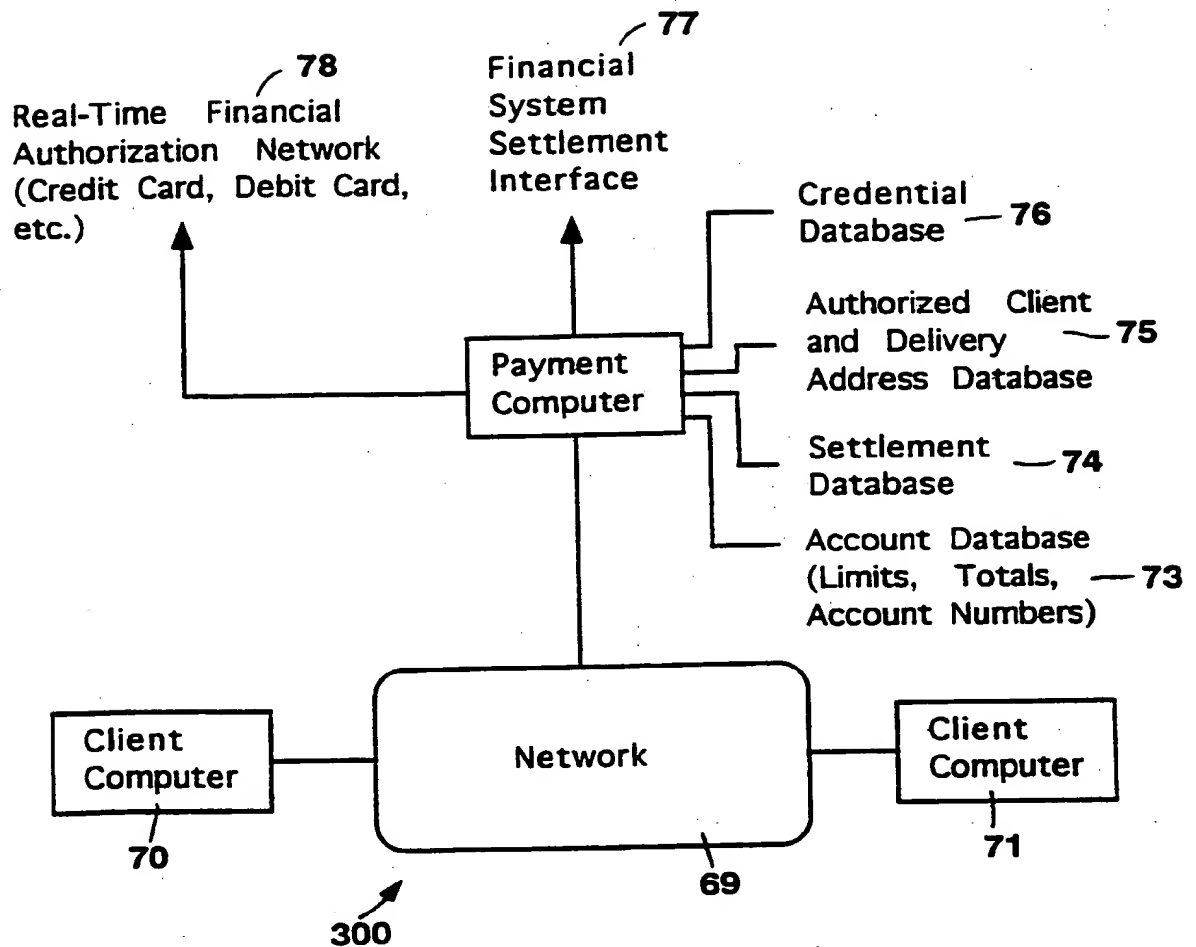 77
78
Financial
System
Settlement
Interface
Real-Time Financial
Authorization Network
(Credit Card, Debit Card,
etc.)
Credential
Database
76
Authorized Client
and Delivery
Address Database
75
Payment
Computer
Settlement
Database
74
Account Database
(Limits, Totals,
Account Numbers)
73
Client
Computer
70
Network
69
Client
Computer
71
300